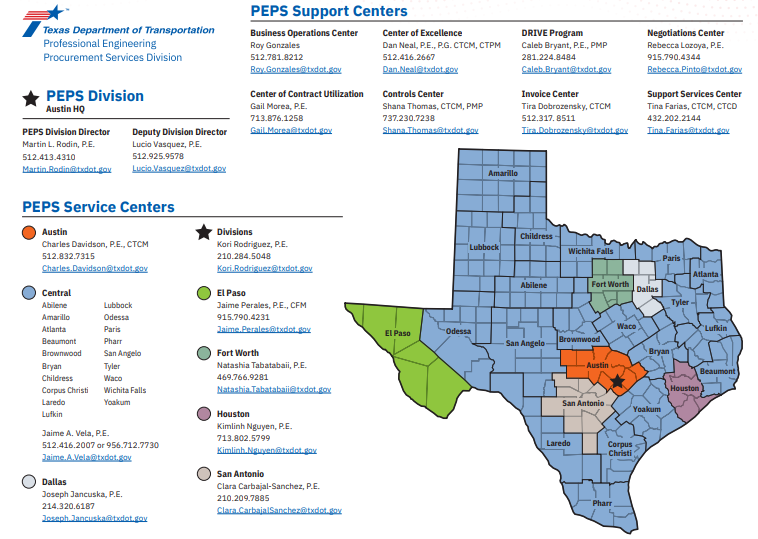 Texas Department of Transportation
Professional Engineering
Procurement Services Division
PEPS Division
Austin HQ
PEPS Division Director
Martin L. Rodin, P.E.
512.413.4310
Martin.Rodin@txdot.gov
Deputy Division Director
Lucio Vasquez, P.E.
512.925.9578
Lucio.Vasquez@txdot.gov
PEPS Support Centers
Business Operations Center
Roy Gonzales
512.781.8212
Roy.Gonzales@txdot.gov
Center of Excellence
Dan Neal, P.E., P.G. CTCM, CTPM
512.416.2667
Dan.Neal@txdot.gov
DRIVE Program
Caleb Bryant, P.E., PMP
281.224.8484
Caleb.Bryant@txdot.gov
Negotiations Center
Rebecca Lozoya, P.E.
915.790.4344
Rebecca.Pinto@txdot.gov
Center of Contract Utilization
Gail Morea, P.E.
713.876.1258
Gail.Morea@txdot.gov
Controls Center
Shana Thomas, CTCM, PMP
737.230.7238
Shana.Thomas@txdot.gov
Invoice Center
Tira Dobrozensky, CTCM
512.317. 8511
Tira.Dobrozensky@txdot.gov
Support Services Center
Tina Farias, CTCM, CTCD
432.202.2144
Tina.Farias@txdot.gov
PEPS Service Centers
Austin
Charles Davidson, P.E., CTCM
512.832.7315
Charles.Davidson@txdot.gov
Central
Abilene Lubbock
Amarillo Odessa
Atlanta Paris
Beaumont Pharr
Brownwood San Angelo
Bryan Tyler
Childress Waco
Corpus Christi Wichita Falls
Laredo Yoakum
Lufkin
Jaime A. Vela, P.E.
512.416.2007 or 956.712.7730
Jaime.A.Vela@txdot.gov
Dallas
Joseph Jancuska, P.E.
214.320.6187
Joseph.Jancuska@txdot.gov
Divisions
Kori Rodriguez, P.E.
210.284.5048
Kori.Rodriguez@txdot.gov
El Paso
Jaime Perales, P.E., CFM
915.790.4231
Jaime.Perales@txdot.gov
Fort Worth
Natashia Tabatabaii, P.E.
469.766.9281
Natashia.Tabatabaii@txdot.gov
Houston
Kimlinh Nguyen, P.E.
713.802.5799
Kimlinh.Nguyen@txdot.gov
San Antonio
Clara Carbajal-Sanchez, P.E.
210.209.7885
Clara.CarbajalSanchez@txdot.gov
Amarillo
Childress
Lubbock
Wichita Falls
Paris
Atlanta
Abilene
Fort Worth
Dallas
Tyler
El Paso
Odessa
San Angelo
Brownwood
Waco
Lufkin
Bryan
Austin
Beaumont
Houston
San Antonio
Yoakum
Laredo
Corpus
Christi
Pharr